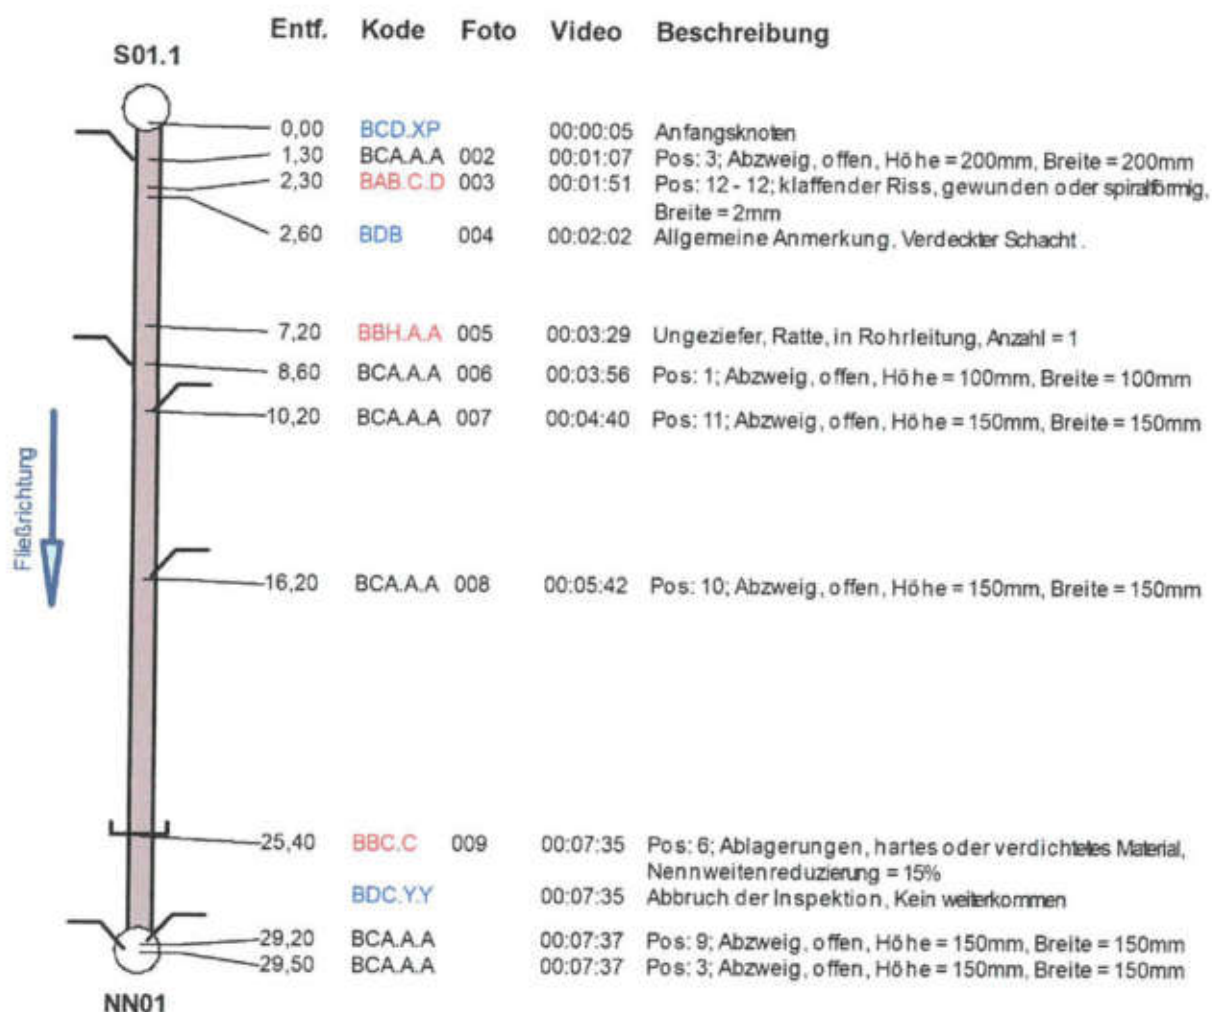 Entf. Kode Foto Video Beschreibung
S01.1
0,00 BCD.XP 00:00:05 Anfangsknoten
1,30 BCA.A.A 002 00:01:07 Pos: 3; Abzweig, offen, Höhe = 200mm, Breite = 200mm
2,30 BAB.C.D 003 00:01:51 Pos: 12 - 12; klaffender Riss, gewunden oder spiralförmig,
Breite = 2mm
2,60 BDB 004 00:02:02 Allgemeine Anmerkung, Verdeckter Schacht .
7,20 BBH.A.A 005 00:03:29 Ungeziefer, Ratte, in Rohrleitung, Anzahl = 1
8,60 BCA.A.A 006 00:03:56 Pos: 1; Abzweig, offen, Höhe = 100mm, Breite = 100mm
10,20 BCA.A.A 007 00:04:40 Pos: 11; Abzweig, offen, Höhe = 150mm, Breite = 150mm
Fließrichtung
16,20 BCA.A.A 008 00:05:42 Pos: 10; Abzweig, offen, Höhe = 150mm, Breite = 150mm
25,40 BBC.C 009 00:07:35 Pos: 6; Ablagerungen, hartes oder verdichtetes Material,
Nennweitenreduzierung = 15%
BDC.Y.Y 00:07:35 Abbruch der Inspektion, Kein weiterkommen
29,20 BCA.A.A 00:07:37 Pos: 9; Abzweig, offen, Höhe = 150mm, Breite = 150mm
29,50 BCA.A.A 00:07:37 Pos: 3; Abzweig, offen, Höhe = 150mm, Breite = 150mm
NN01